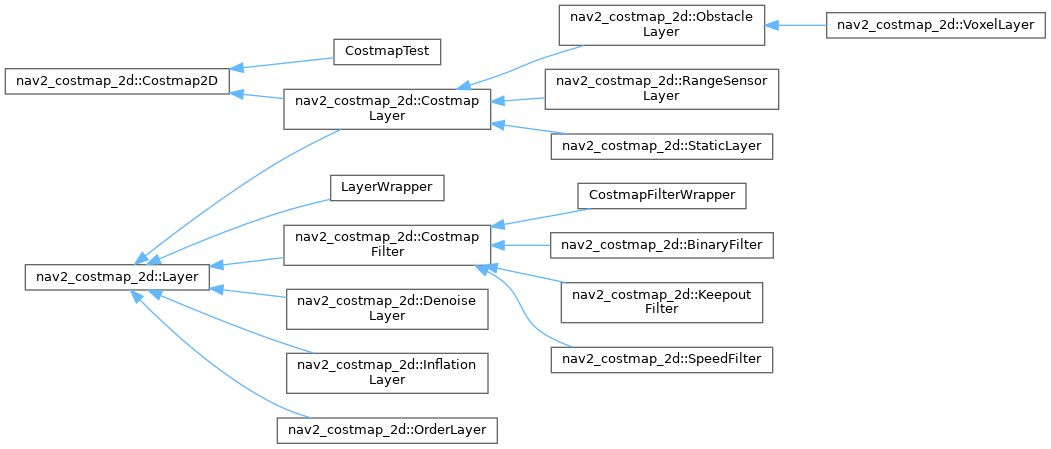 nav2_costmap_2d::Obstacle
Layer
nav2_costmap_2d::VoxelLayer
CostmapTest
nav2_costmap_2d::Costmap2D
nav2_costmap_2d::RangeSensor
Layer
nav2_costmap_2d::Costmap
Layer
nav2_costmap_2d::StaticLayer
LayerWrapper
CostmapFilterWrapper
nav2_costmap_2d::Costmap
Filter
nav2_costmap_2d::BinaryFilter
nav2_costmap_2d::Layer
nav2_costmap_2d::Denoise
Layer
nav2_costmap_2d::Keepout
Filter
nav2_costmap_2d::Inflation
Layer
nav2_costmap_2d::SpeedFilter
nav2_costmap_2d::OrderLayer